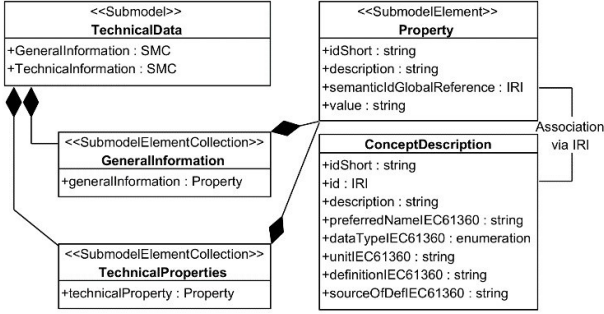 <<Submodel>>
TechnicalData
+GeneralInformation : SMC
+TechnicaInformation : SMC
<<SubmodelElementCollection>>
GeneralInformation
+generalInformation : Property
<<SubmodelElementCollection>>
TechnicalProperties
+technicalProperty : Property
<<SubmodelElement>>
Property
+idShort : string
+description : string
+semanticIdGlobalReference : IRI
+value : string
Association
via IRI
ConceptDescription
+idShort : string
+id : IRI
+description : string
+preferredNameIEC61360 : string
+dataTypeIEC61360 : enumeration
+unitIEC61360 : string
+definitionIEC61360 : string
+sourceOfDefIEC61360 : string